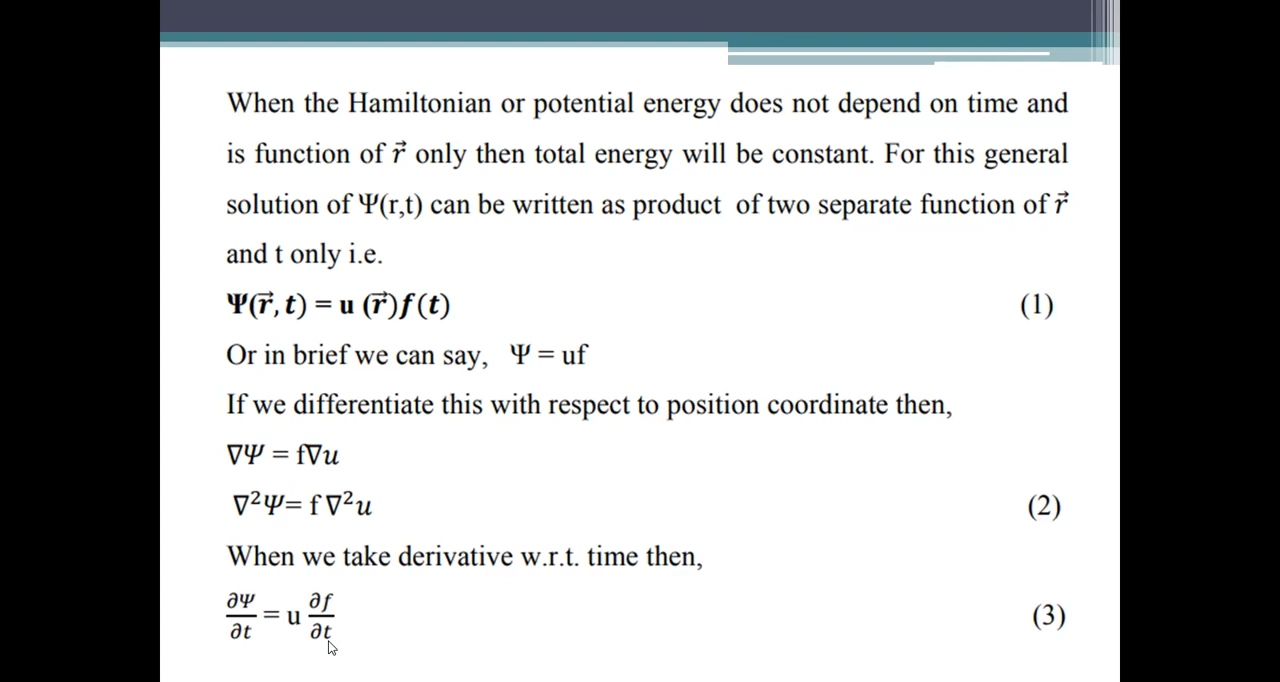 When the Hamiltonian or potential energy does not depend on time and
is function of r⃗ only then total energy will be constant. For this general
solution of Ψ(r,t) can be written as product of two separate function of r⃗
and t only i.e.
Ψ(r⃗, t) = u (r⃗)f(t) (1)
Or in brief we can say, Ψ = uf
If we differentiate this with respect to position coordinate then,
∇Ψ = f∇u
∇²Ψ= f ∇²u (2)
When we take derivative w.r.t. time then,
∂Ψ/∂t = u ∂f/∂t (3)